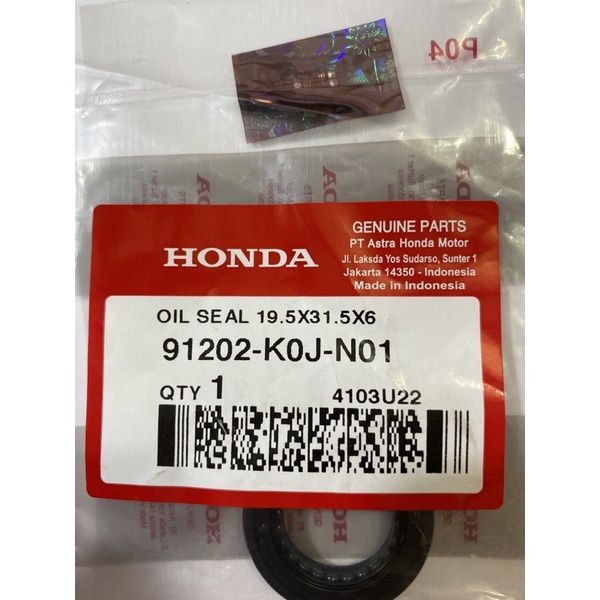 P04
GENUINE PARTS
PT Astra Honda Motor
Jl. Laksda Yos Sudarso, Sunter 1
Jakarta 14350 - Indonesia
Made in Indonesia
HONDA
OIL SEAL 19.5X31.5X6
91202-K0J-N01
QTY 1
4103U22